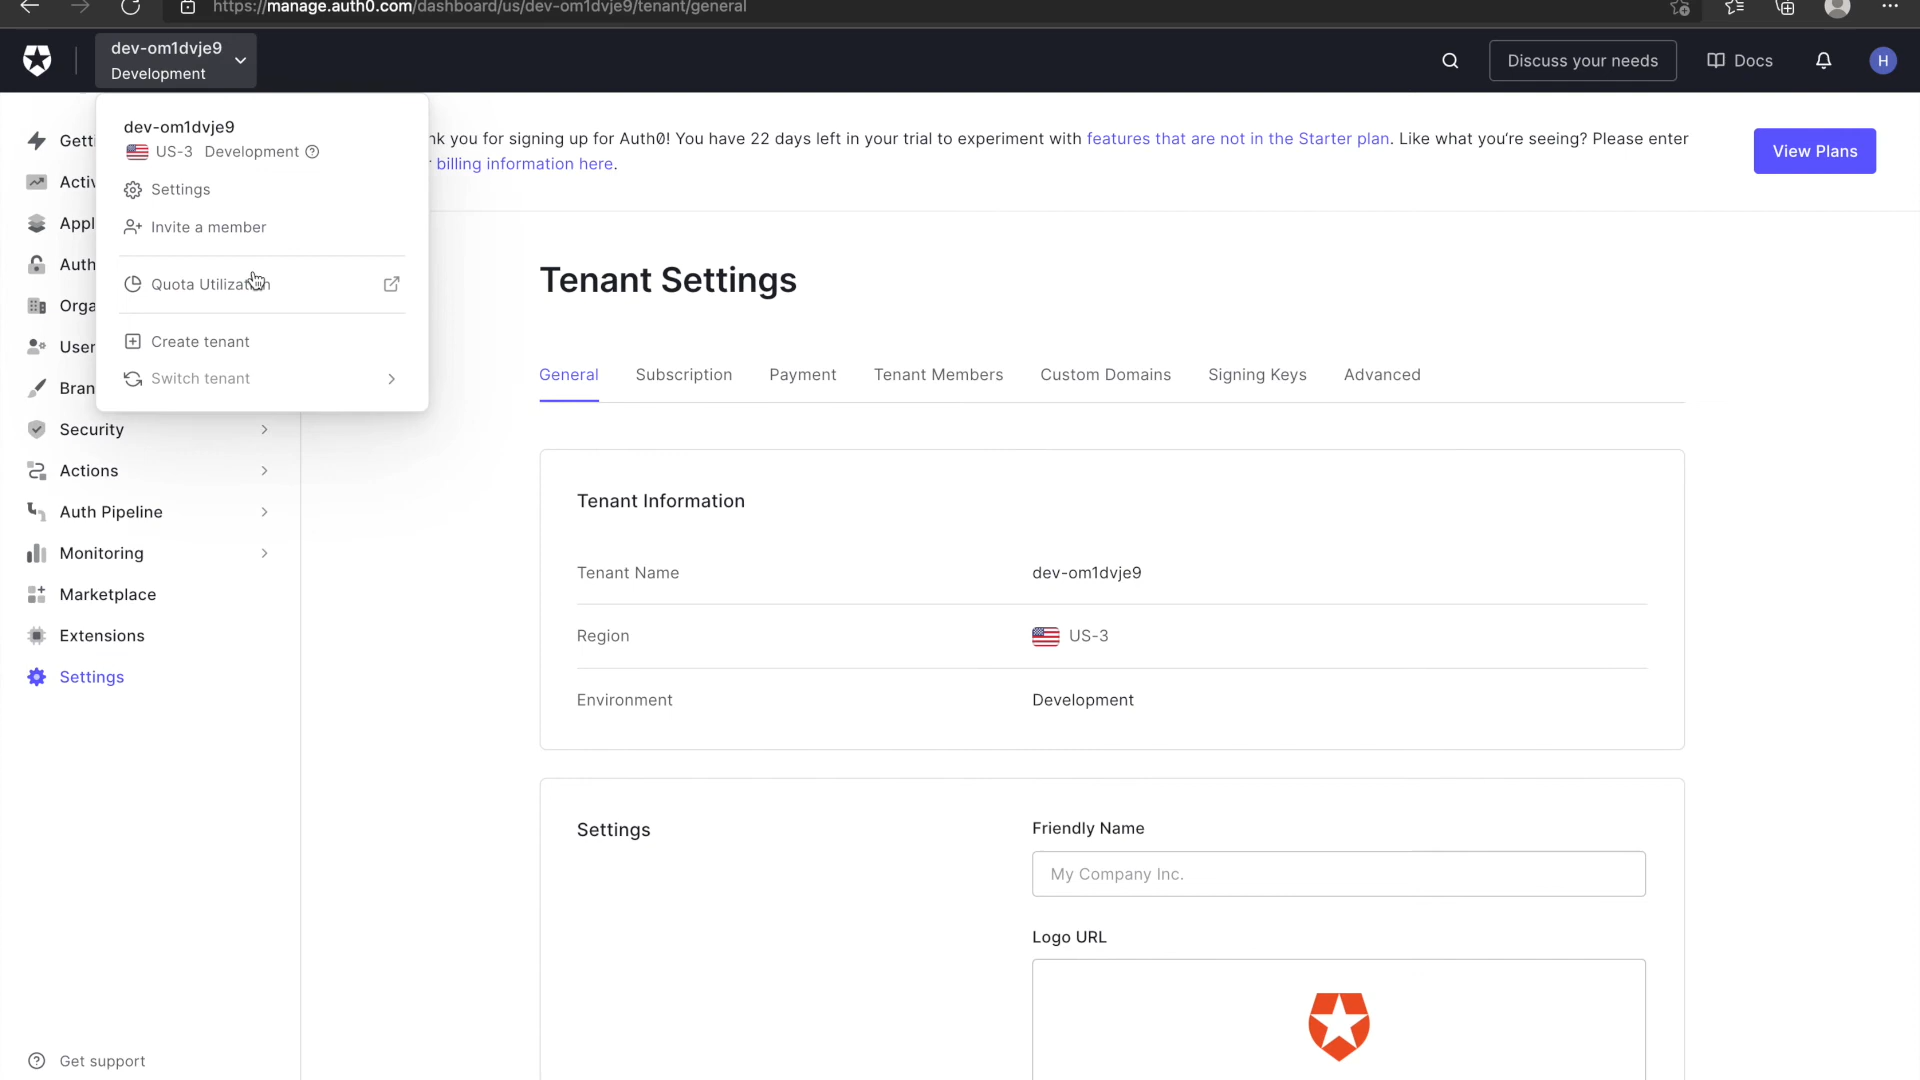 https://manage.auth0.com/dashboard/us/dev-om1dvje9/tenant/general
dev-om1dvje9
Development
Discuss your needs
Docs
H
dev-om1dvje9
US-3 Development
Settings
Invite a member
Quota Utilization
Create tenant
Switch tenant
Getti
Activ
Appl
Auth
Orga
User
Bran
Security
Actions
Auth Pipeline
Monitoring
Marketplace
Extensions
Settings
Get support
nk you for signing up for Auth0! You have 22 days left in your trial to experiment with features that are not in the Starter plan. Like what you're seeing? Please enter
r billing information here.
View Plans
Tenant Settings
General
Subscription
Payment
Tenant Members
Custom Domains
Signing Keys
Advanced
Tenant Information
Tenant Name
dev-om1dvje9
Region
US-3
Environment
Development
Settings
Friendly Name
My Company Inc.
Logo URL